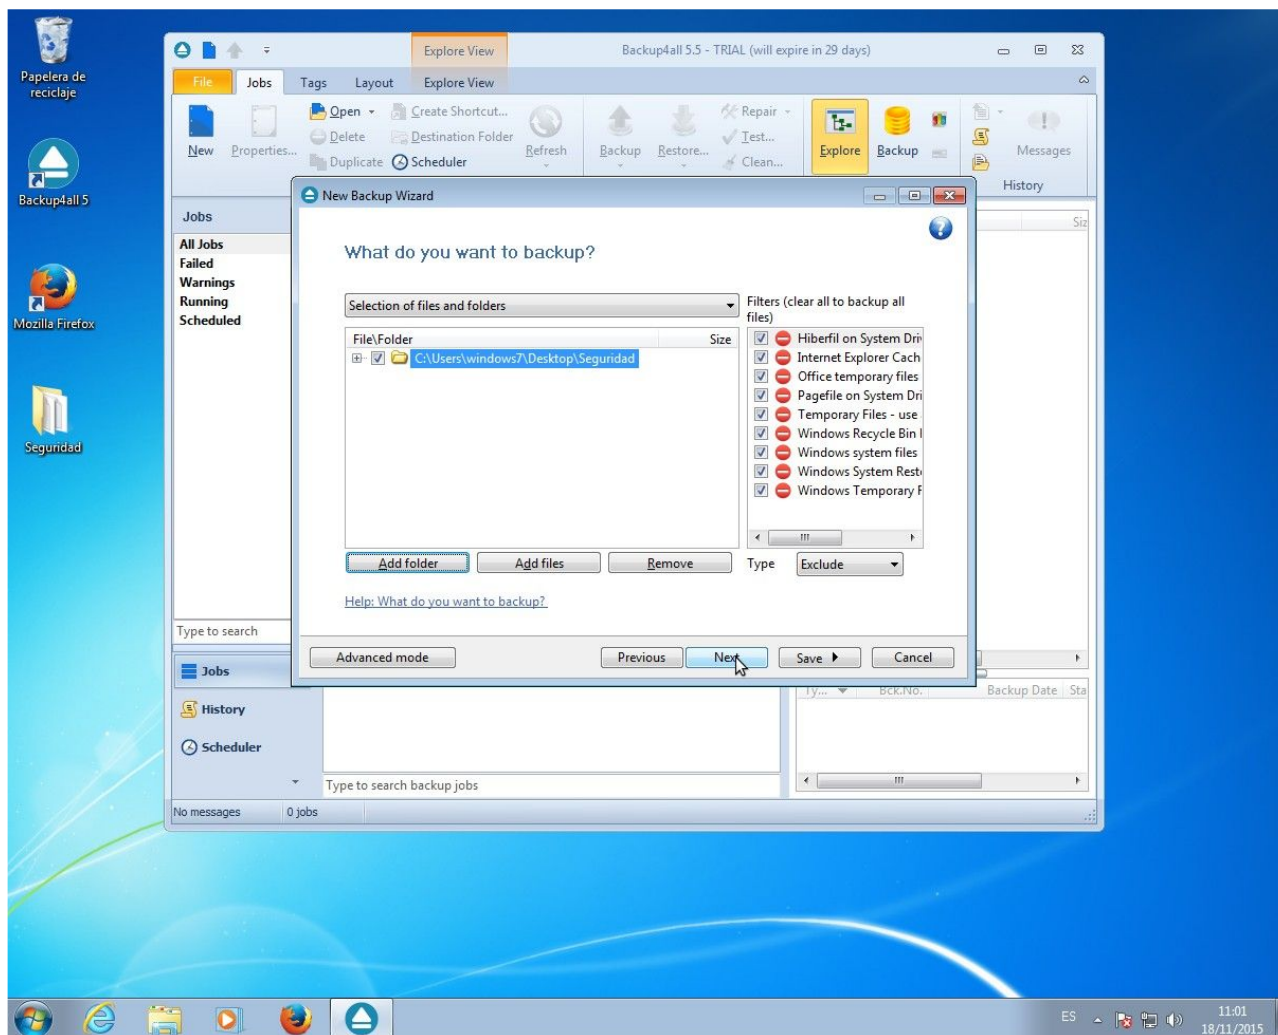 Papelera de
reciclaje
Backup4all 5
Mozilla Firefox
Seguridad
Explore View
Backup4all 5.5 - TRIAL (will expire in 29 days)
File
Jobs
Tags
Layout
Explore View
New
Properties...
Open
Delete
Duplicate
Create Shortcut...
Destination Folder
Scheduler
Refresh
Backup
Restore...
Repair
Test...
Clean...
Explore
Backup
Messages
History
Jobs
All Jobs
Failed
Warnings
Running
Scheduled
Type to search
Jobs
History
Scheduler
New Backup Wizard
What do you want to backup?
Selection of files and folders
File\Folder Size
C:\Users\windows7\Desktop\Seguridad
Filters (clear all to backup all
files)
Hiberfil on System Dri
Internet Explorer Cach
Office temporary files
Pagefile on System Dri
Temporary Files - use
Windows Recycle Bin
Windows system files
Windows System Rest
Windows Temporary F
Add folder
Add files
Remove
Type
Exclude
Help: What do you want to backup?
Advanced mode
Previous
Next
Save
Cancel
Siz
Ty...
Bck.No.
Backup Date
Sta
Type to search backup jobs
No messages
0 jobs
ES
11:01
18/11/2015